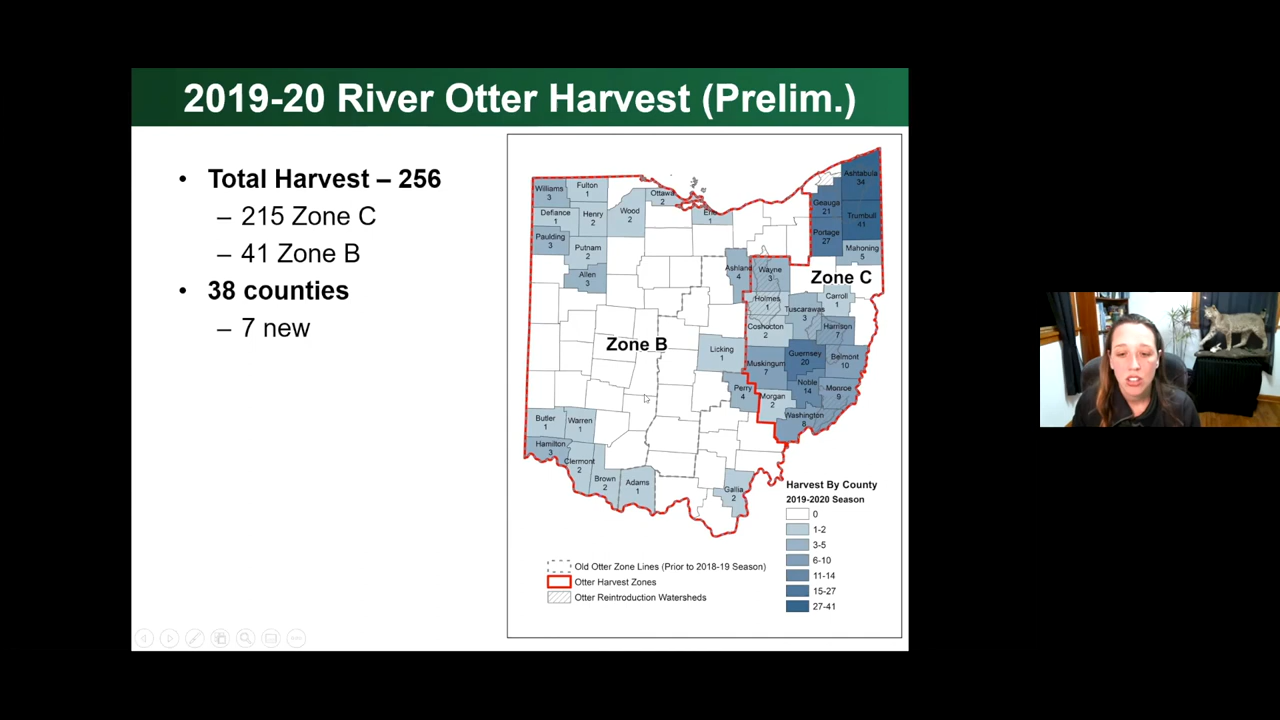 2019-20 River Otter Harvest (Prelim.)
• Total Harvest – 256
– 215 Zone C
– 41 Zone B
• 38 counties
– 7 new
Williams
3
Fulton
1
Defiance
1
Henry
2
Wood
2
Ottawa
2
Erie
1
Paulding
3
Putnam
2
Allen
3
Ashland
4
Wayne
3
Holmes
1
Coshocton
2
Ashtabula
34
Geauga
21
Trumbull
41
Portage
27
Mahoning
5
Zone C
Carroll
1
Tuscarawas
3
Harrison
7
Zone B
Licking
1
Muskingum
7
Guernsey
20
Belmont
10
Perry
4
Noble
14
Monroe
9
Morgan
2
Washington
8
Butler
1
Warren
1
Hamilton
3
Clermont
2
Brown
2
Adams
1
Gallia
2
Harvest By County
2019-2020 Season
0
1-2
3-5
6-10
11-14
15-27
27-41
Old Otter Zone Lines (Prior to 2018-19 Season)
Otter Harvest Zones
Otter Reintroduction Watersheds